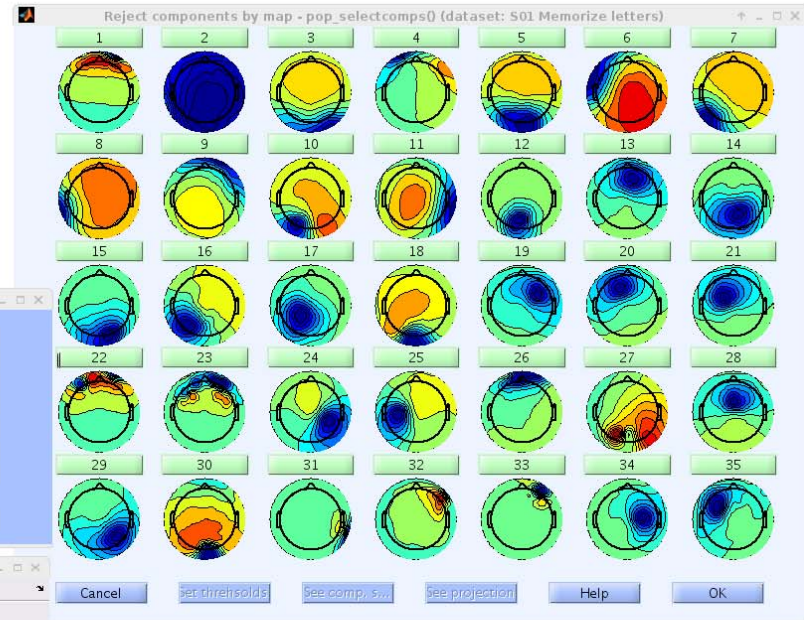 Reject components by map - pop_selectcomps() (dataset: S01 Memorize letters)
1 2 3 4 5 6 7
8 9 10 11 12 13 14
15 16 17 18 19 20 21
22 23 24 25 26 27 28
29 30 31 32 33 34 35
Cancel Set threhsolds See comp. s... See projection Help OK